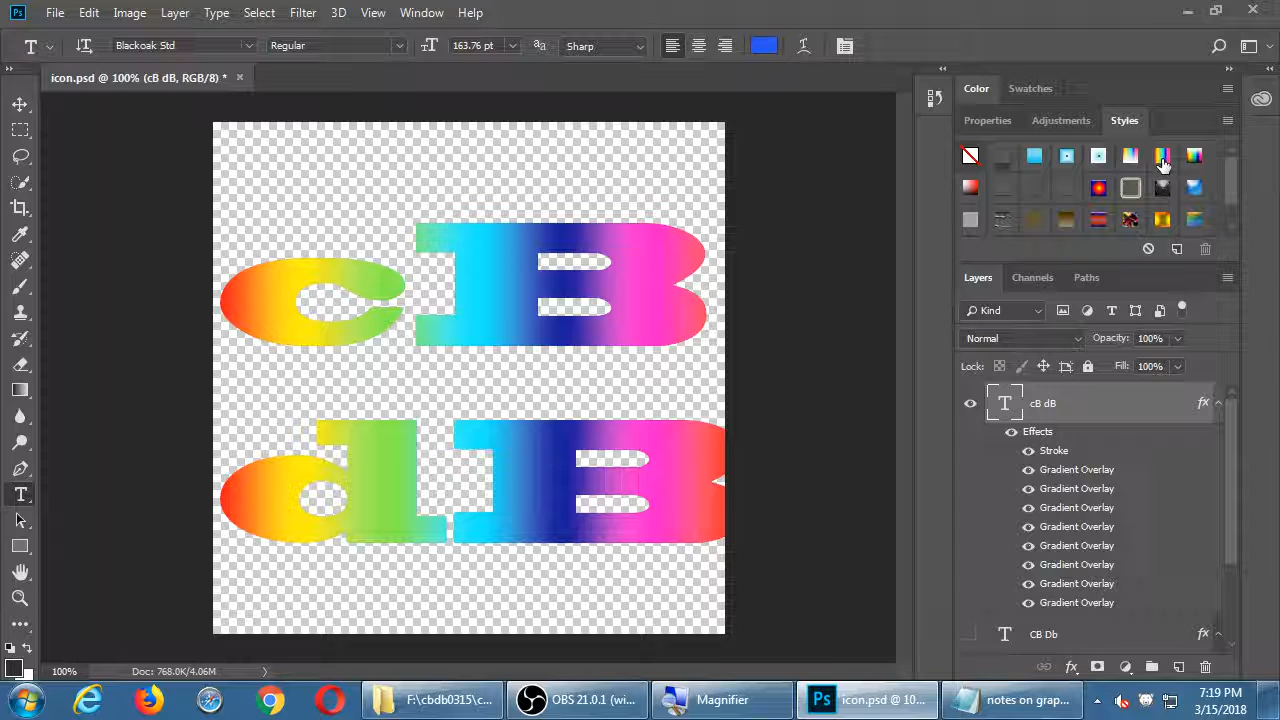 Ps File Edit Image Layer Type Select Filter 3D View Window Help
T Blackoak Std Regular 163.76 pt Sharp
icon.psd @ 100% (cB dB, RGB/8) *
Color Swatches
Properties Adjustments Styles
cB
dB
Layers Channels Paths
Kind
Normal Opacity: 100%
Lock: Fill: 100%
T cB dB fx
Effects
Stroke
Gradient Overlay
Gradient Overlay
Gradient Overlay
Gradient Overlay
Gradient Overlay
Gradient Overlay
Gradient Overlay
Gradient Overlay
T CB Db fx
100% Doc: 768.0K/4.06M
F:\cbdb0315\c... OBS 21.0.1 (wi... Magnifier Ps icon.psd @ 10... notes on grap...
7:19 PM
3/15/2018